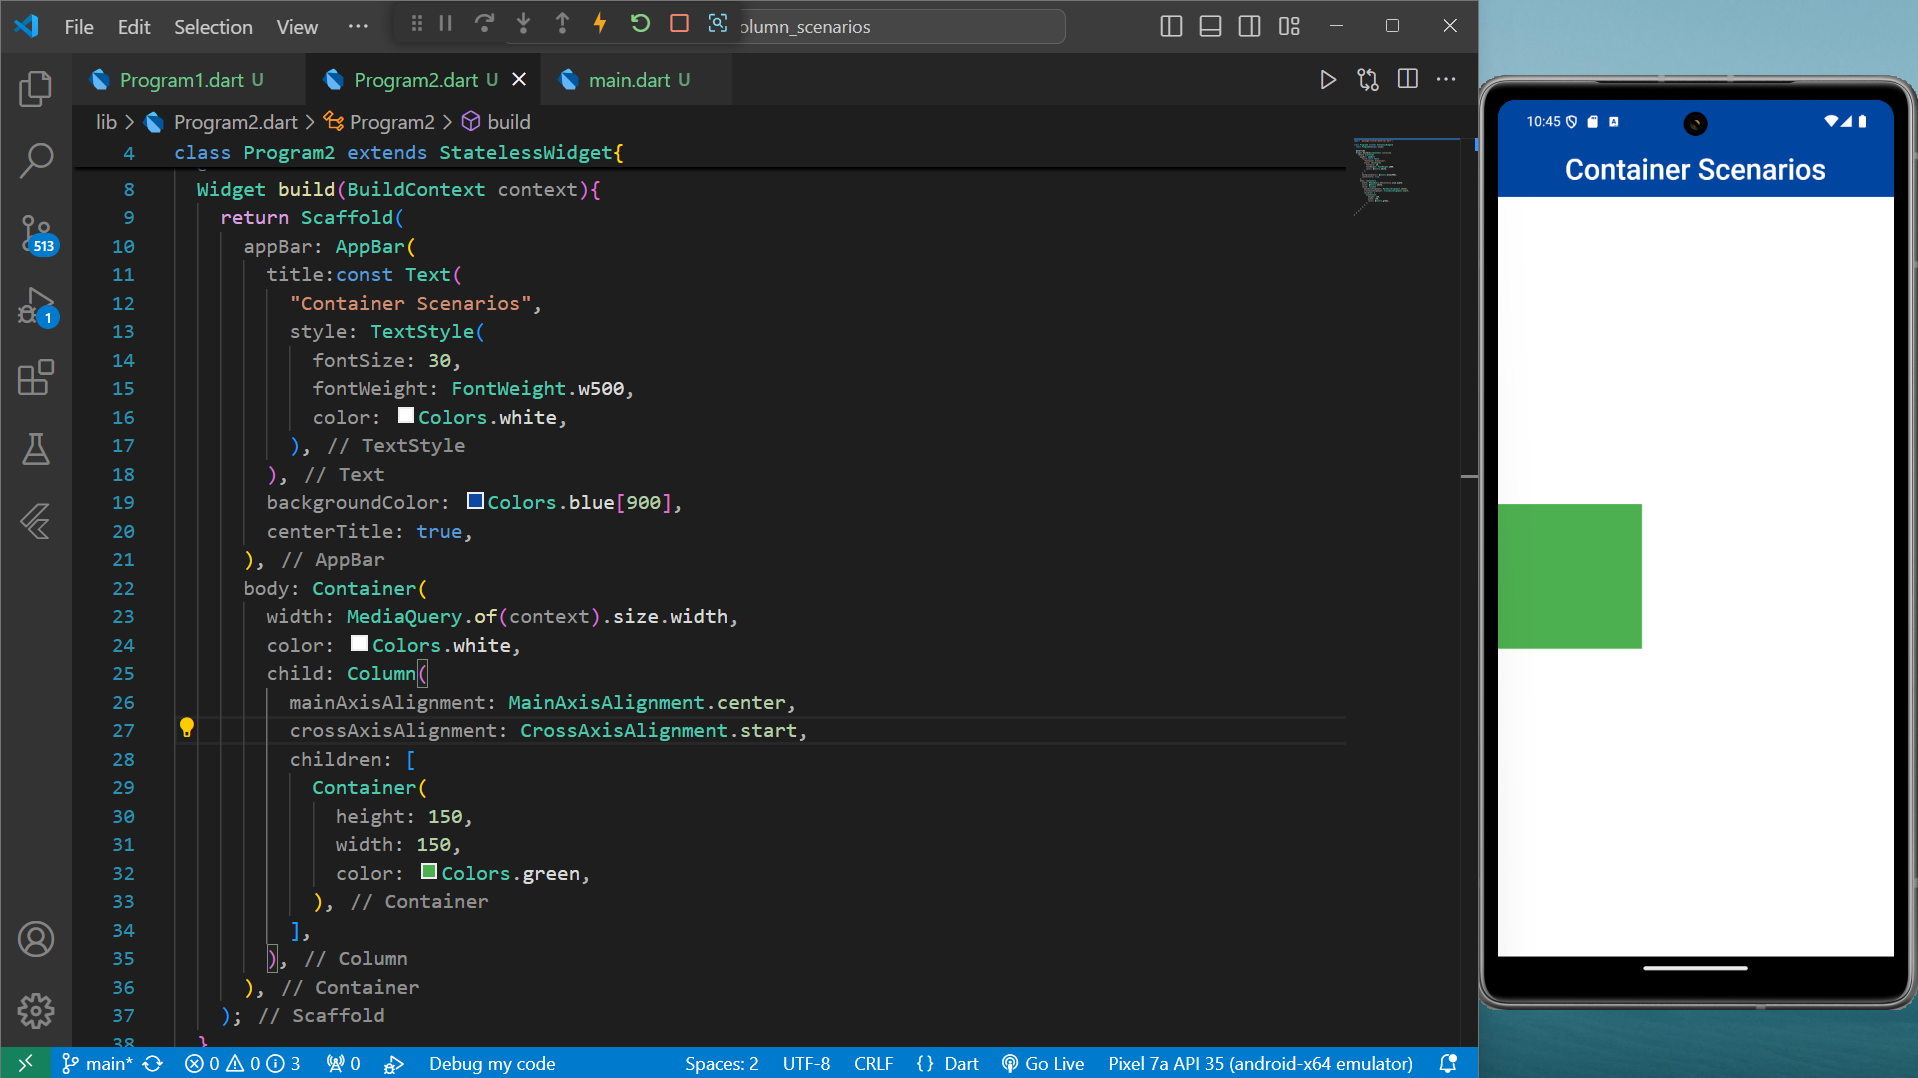 File Edit Selection View ··· olumn_scenarios
Program1.dart U Program2.dart U main.dart U
lib > Program2.dart > Program2 > build
4 class Program2 extends StatelessWidget{
8 Widget build(BuildContext context){
9 return Scaffold(
10 appBar: AppBar(
11 title:const Text(
12 "Container Scenarios",
13 style: TextStyle(
14 fontSize: 30,
15 fontWeight: FontWeight.w500,
16 color: Colors.white,
17 ), // TextStyle
18 ), // Text
19 backgroundColor: Colors.blue[900],
20 centerTitle: true,
21 ), // AppBar
22 body: Container(
23 width: MediaQuery.of(context).size.width,
24 color: Colors.white,
25 child: Column(
26 mainAxisAlignment: MainAxisAlignment.center,
27 crossAxisAlignment: CrossAxisAlignment.start,
28 children: [
29 Container(
30 height: 150,
31 width: 150,
32 color: Colors.green,
33 ), // Container
34 ],
35 ), // Column
36 ), // Container
37 ); // Scaffold
38 }
513
1
main* 0 0 3 0 Debug my code Spaces: 2 UTF-8 CRLF {} Dart Go Live Pixel 7a API 35 (android-x64 emulator)
10:45 A
Container Scenarios